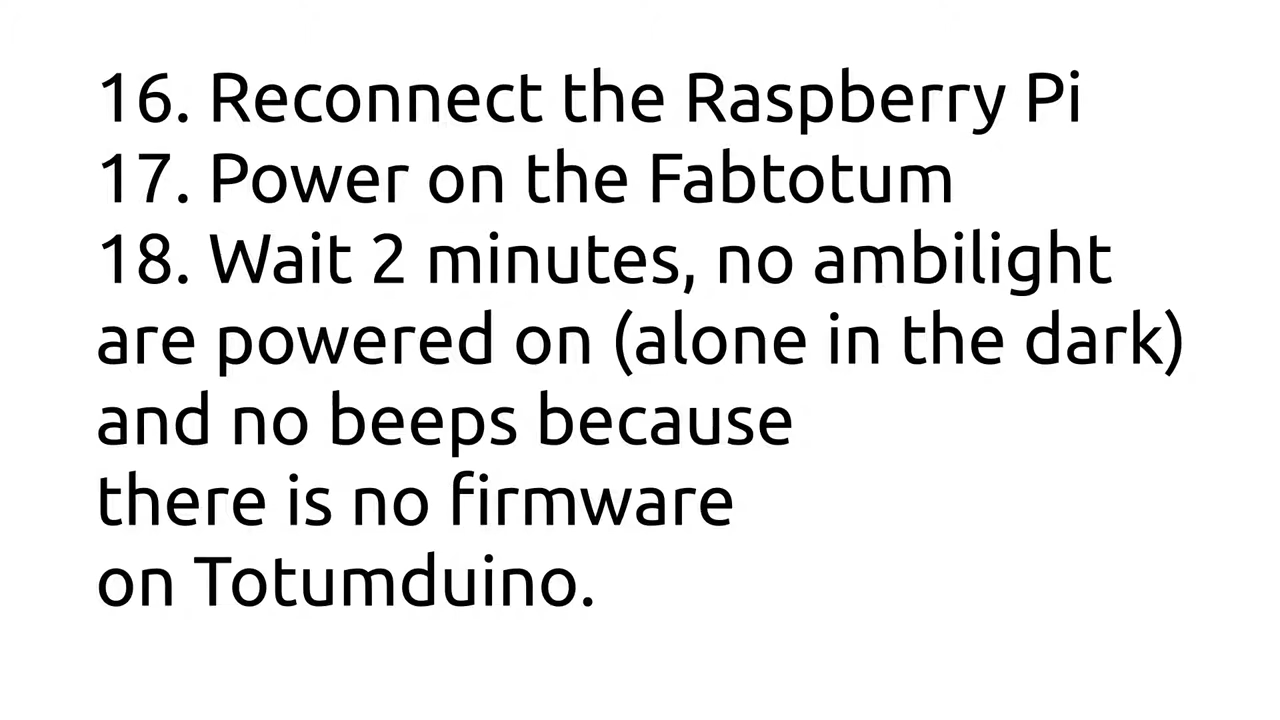 16. Reconnect the Raspberry Pi
17. Power on the Fabtotum
18. Wait 2 minutes, no ambilight
are powered on (alone in the dark)
and no beeps because
there is no firmware
on Totumduino.